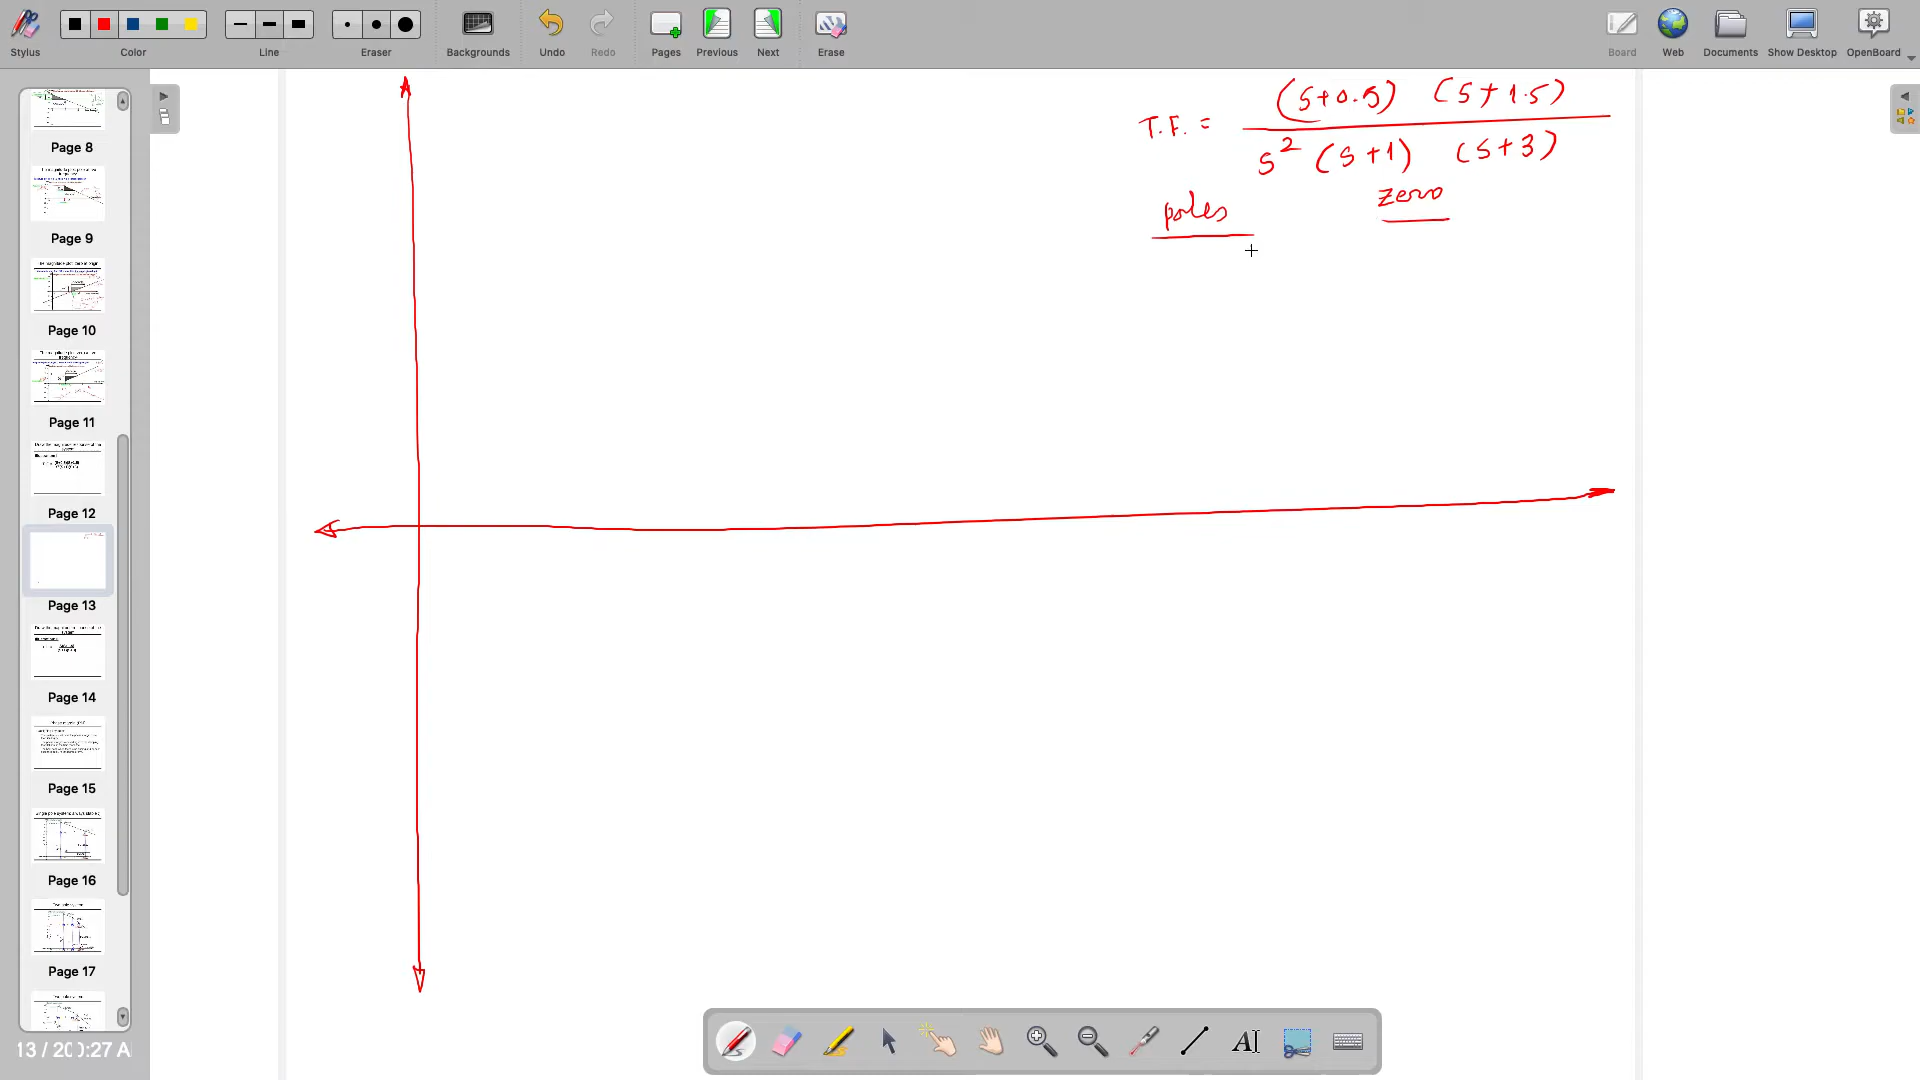 Stylus
Color
Line
Eraser
Backgrounds
Undo
Redo
Pages
Previous
Next
Erase
Board
Web
Documents
Show Desktop
OpenBoard
Page 8
Page 9
Page 10
Page 11
Page 12
Page 13
Page 14
Page 15
Page 16
Page 17
T.F. = (s+0.5) (s+1.5)
s² (s+1) (s+3)
poles
zero